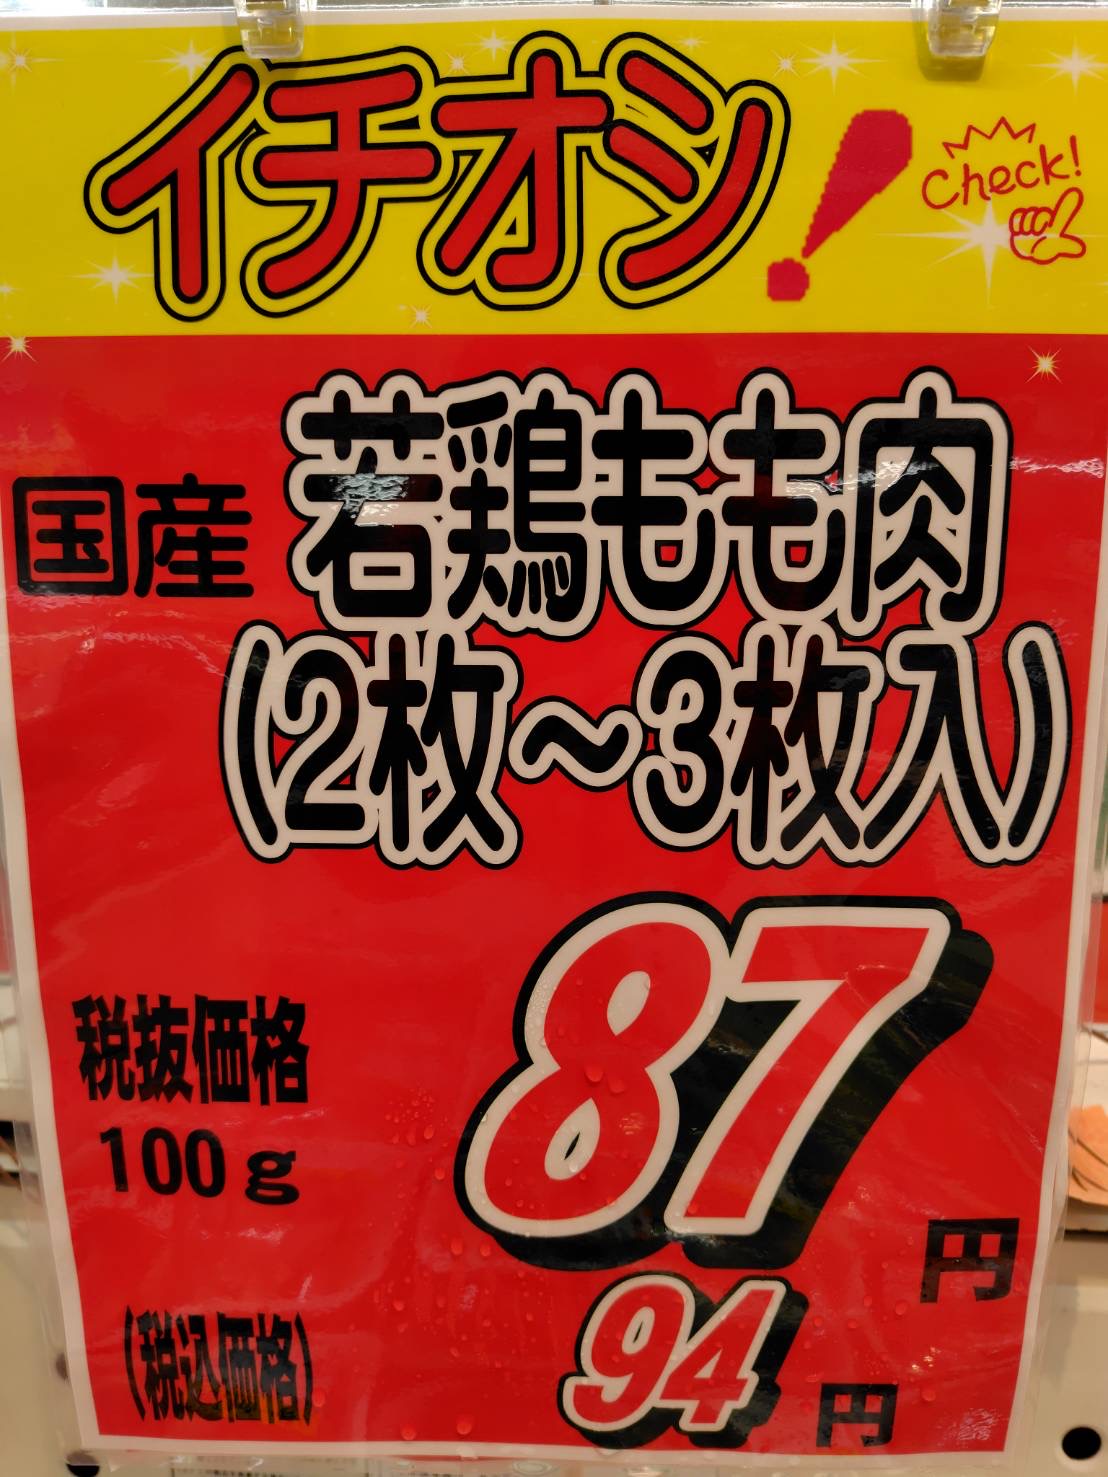 イチオシ!
Check!
国産 若鶏もも肉
(2枚～3枚入)
税抜価格
100g
87円
(税込価格)
94円